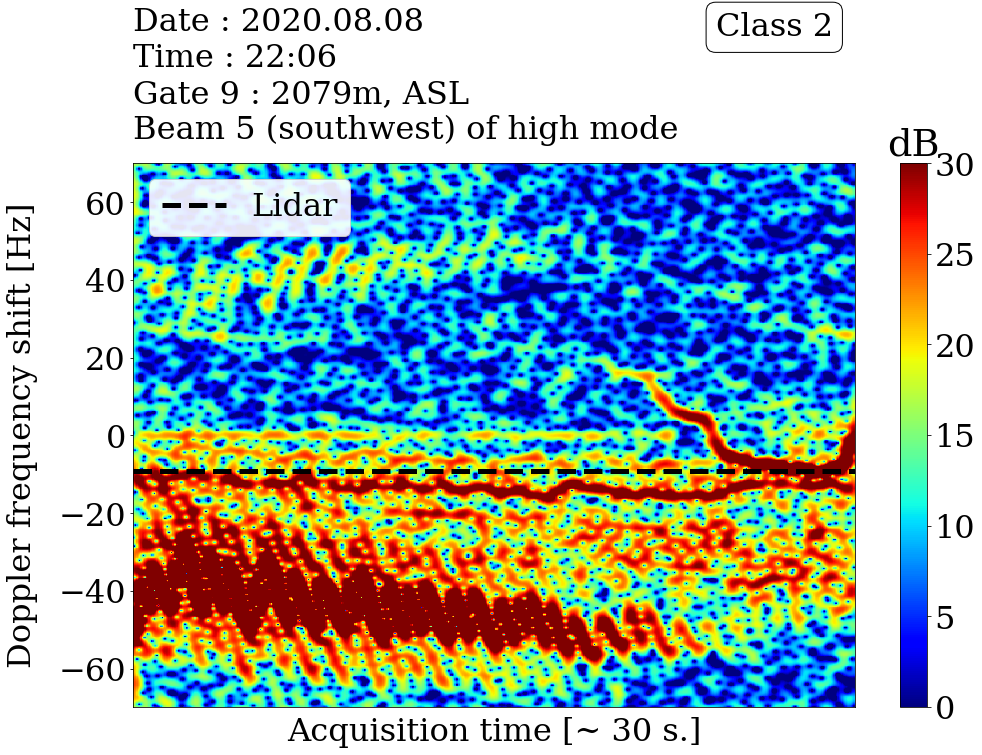 Date : 2020.08.08
Time : 22:06
Gate 9 : 2079m, ASL
Beam 5 (southwest) of high mode
Class 2
dB
Lidar
Doppler frequency shift [Hz]
60
40
20
0
−20
−40
−60
30
25
20
15
10
5
0
Acquisition time [~ 30 s.]